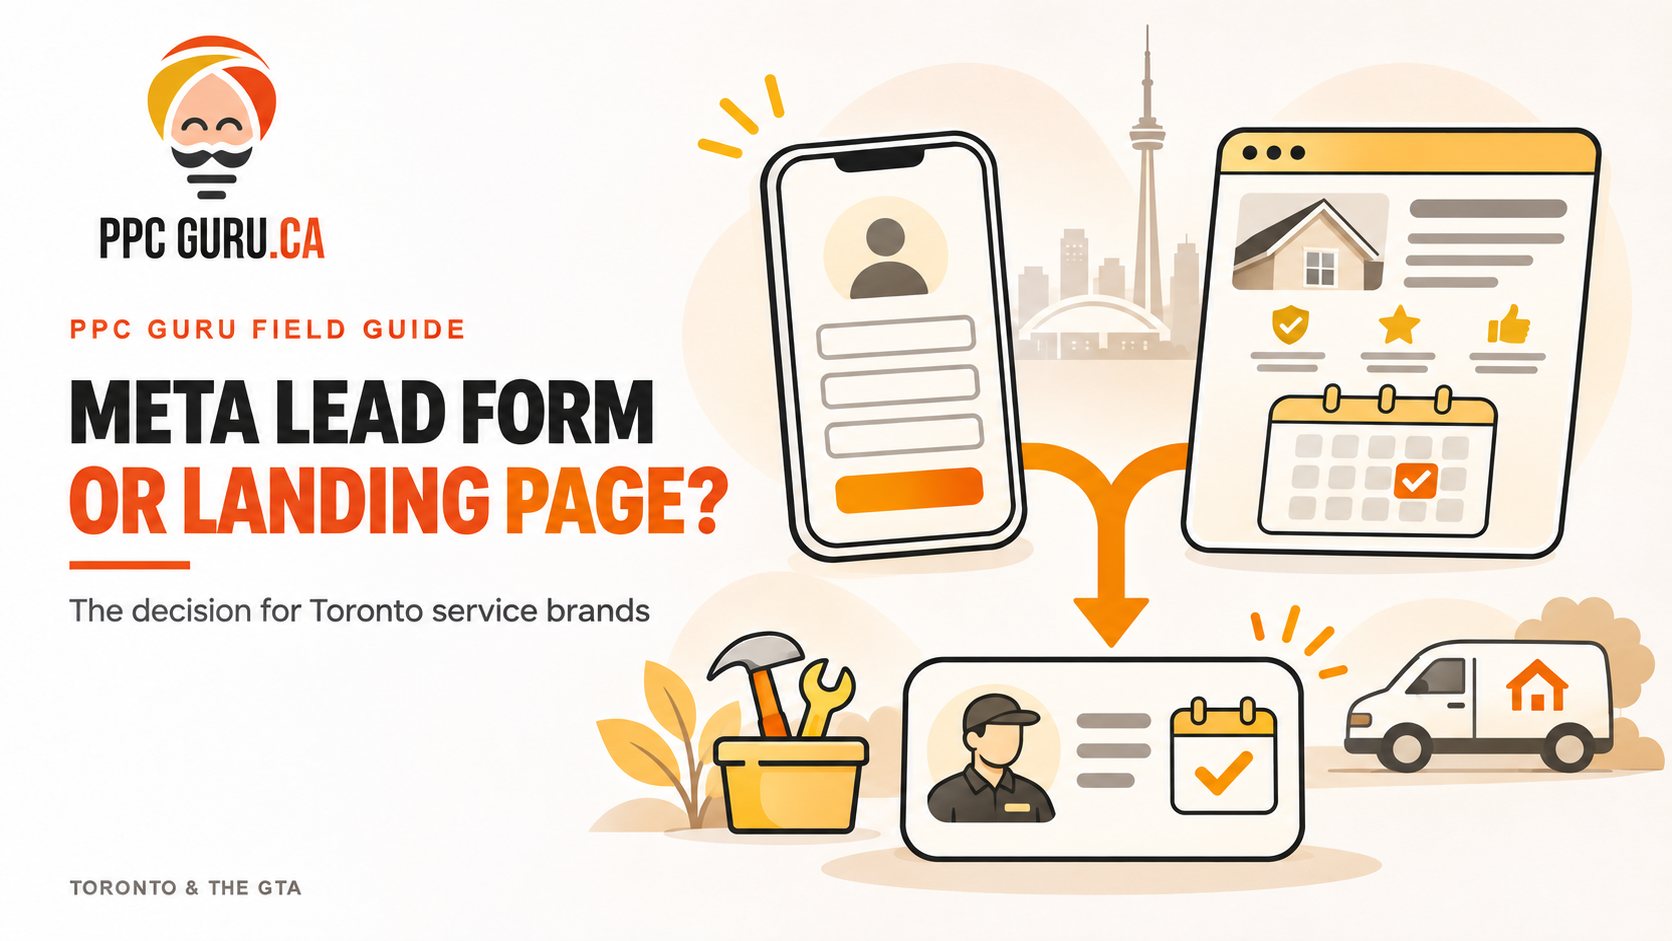 PPC GURU.CA
PPC GURU FIELD GUIDE
META LEAD FORM
OR LANDING PAGE?
The decision for Toronto service brands
TORONTO & THE GTA